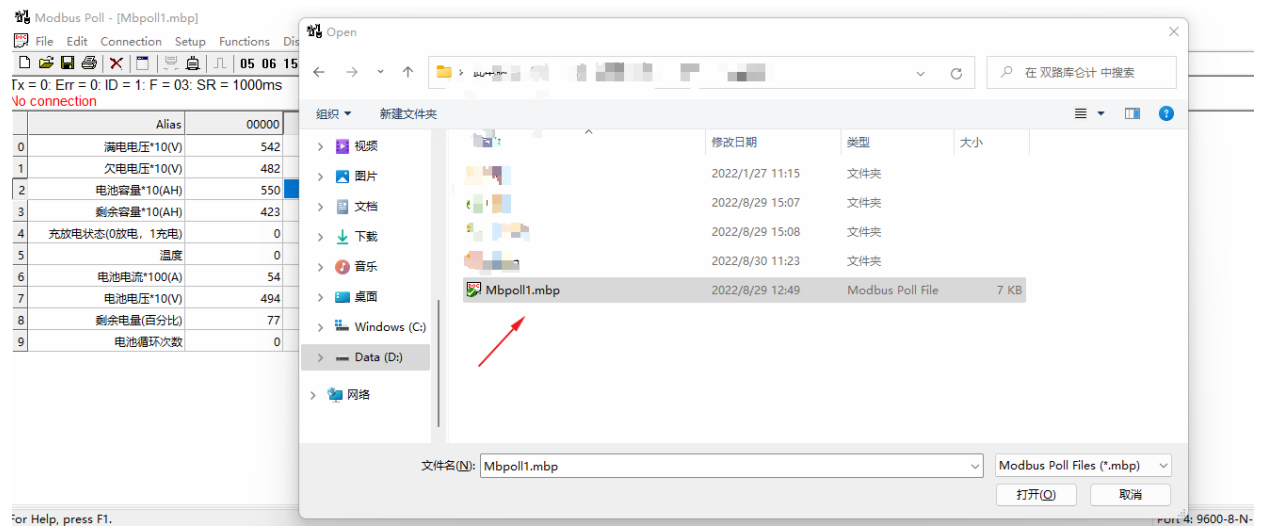 Modbus Poll - [Mbpoll1.mbp]
File Edit Connection Setup Functions Dis
05 06 15
Tx = 0: Err = 0: ID = 1: F = 03: SR = 1000ms
No connection
Alias 00000
0 满电电压*10(V) 542
1 欠电电压*10(V) 482
2 电池容量*10(AH) 550
3 剩余容量*10(AH) 423
4 充放电状态(0放电，1充电) 0
5 温度 0
6 电池电流*100(A) 54
7 电池电压*10(V) 494
8 剩余电量(百分比) 77
9 电池循环次数 0
For Help, press F1.
Open
在 双路库仑计 中搜索
组织 新建文件夹
视频
图片
文档
下载
音乐
桌面
Windows (C:)
Data (D:)
网络
修改日期 类型 大小
2022/1/27 11:15 文件夹
2022/8/29 15:07 文件夹
2022/8/29 15:08 文件夹
2022/8/30 11:23 文件夹
Mbpoll1.mbp 2022/8/29 12:49 Modbus Poll File 7 KB
文件名(N): Mbpoll1.mbp Modbus Poll Files (*.mbp)
打开(O) 取消
Port 4: 9600-8-N-